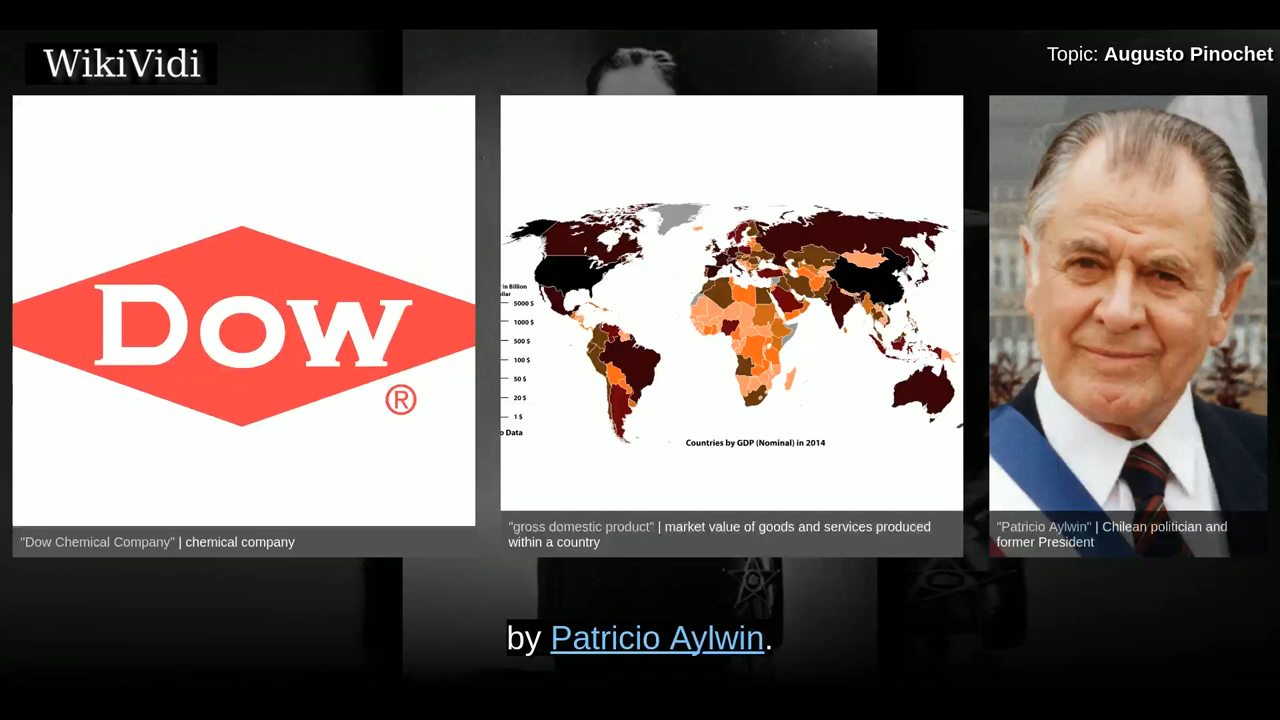 WikiVidi
Topic: Augusto Pinochet
Dow
®
in Billion
llar
5000 $
1000 $
500 $
100 $
50 $
20 $
1 $
o Data
Countries by GDP (Nominal) in 2014
"Dow Chemical Company" | chemical company
"gross domestic product" | market value of goods and services produced
within a country
"Patricio Aylwin" | Chilean politician and
former President
by Patricio Aylwin.